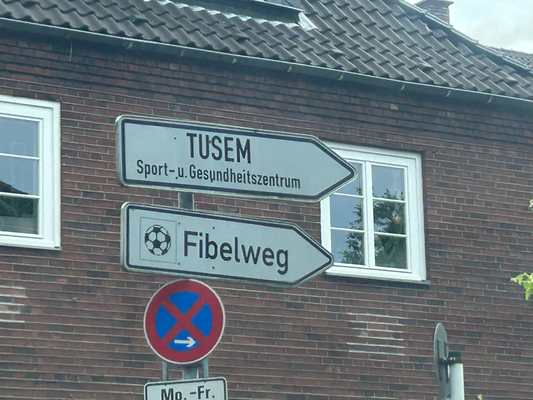 TUSEM
Sport-u. Gesundheitszentrum
Fibelweg
Mo.-Fr.